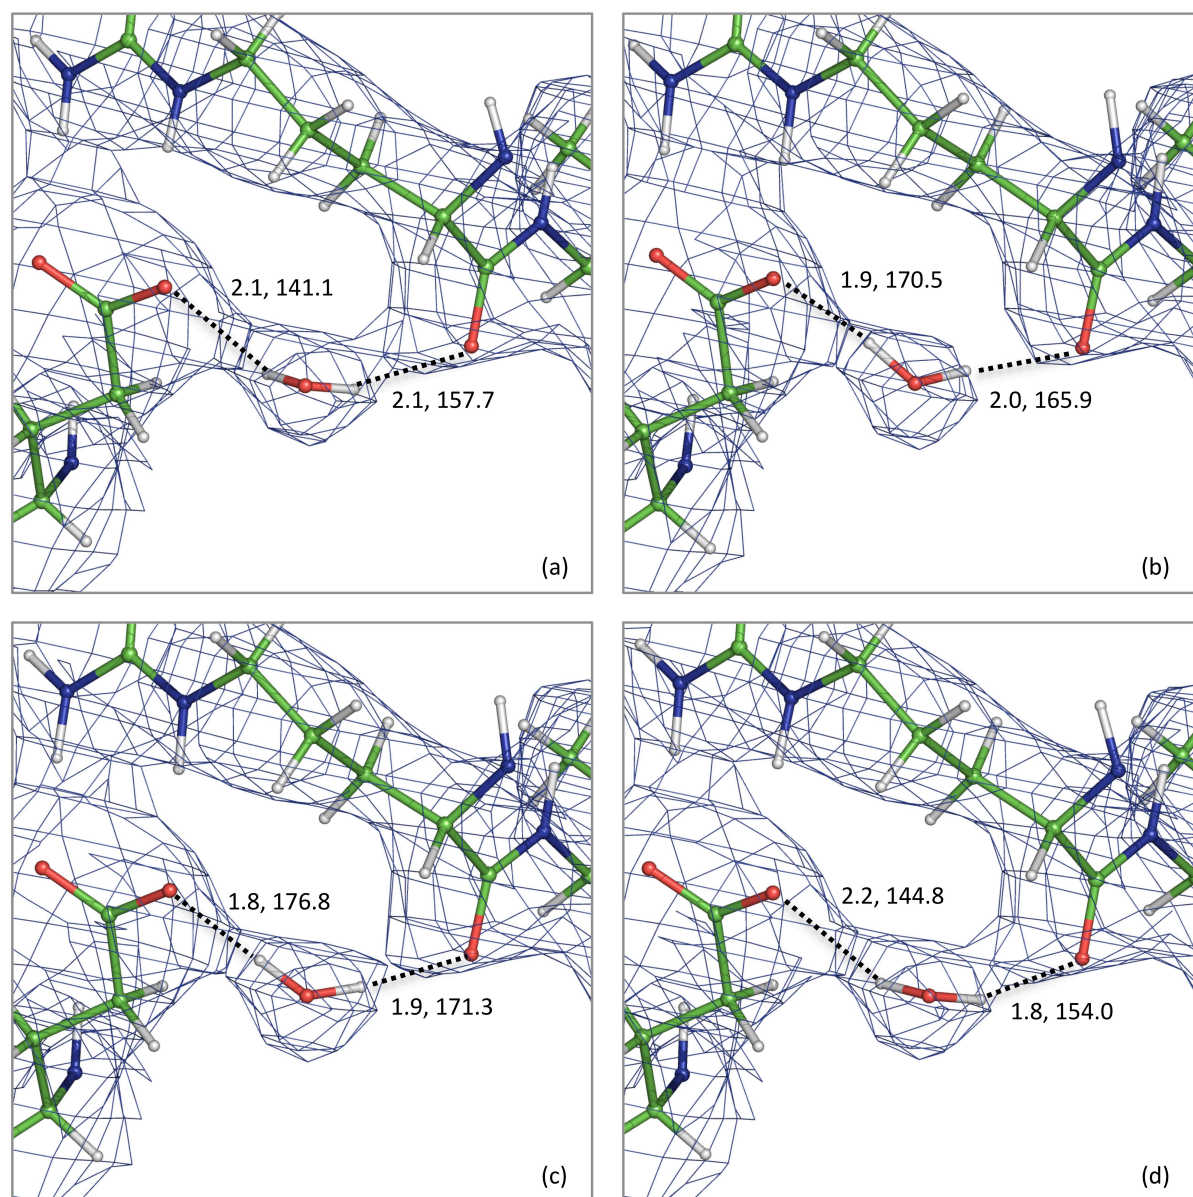 2.1, 141.1
2.1, 157.7
(a)
1.9, 170.5
2.0, 165.9
(b)
1.8, 176.8
1.9, 171.3
(c)
2.2, 144.8
1.8, 154.0
(d)